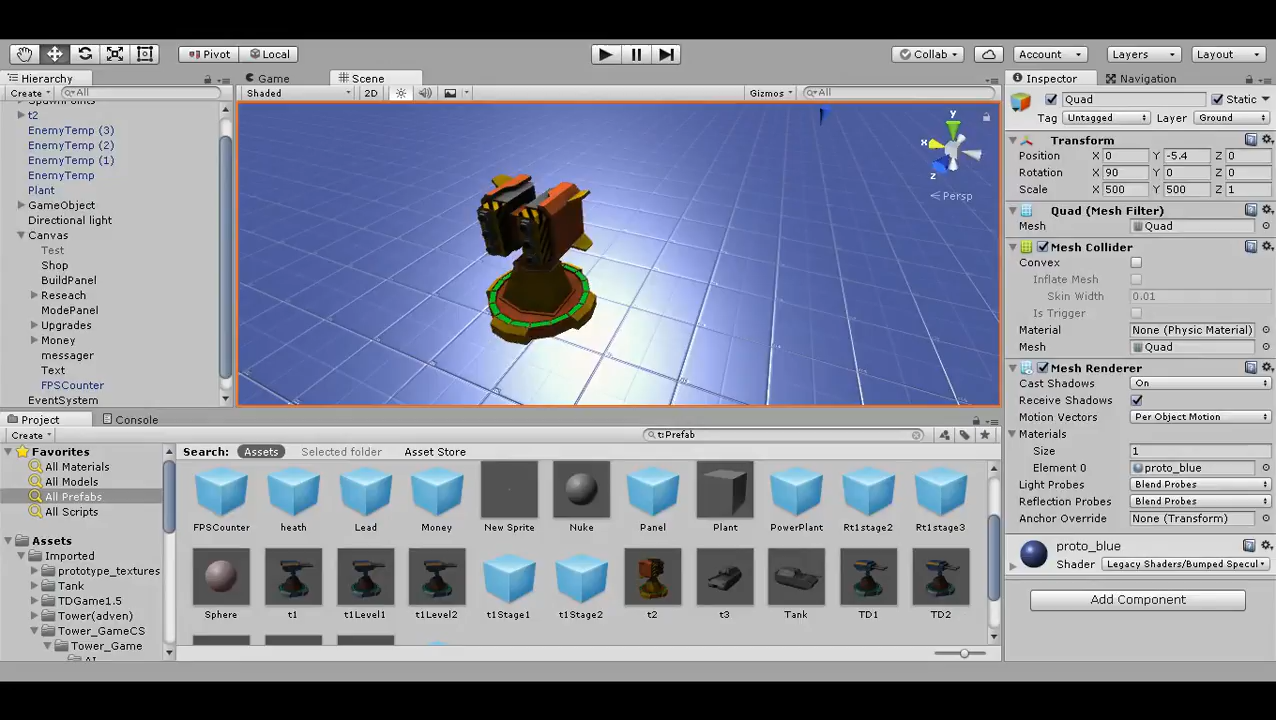 Pivot Local Collab Account Layers Layout
Hierarchy Game Scene Inspector Navigation
Create All Shaded 2D Gizmos All Quad Static
SpawnPoints
t2
EnemyTemp (3)
EnemyTemp (2)
EnemyTemp (1)
EnemyTemp
Plant
GameObject
Directional light
Canvas
Test
Shop
BuildPanel
Reseach
ModePanel
Upgrades
Money
messager
Text
FPSCounter
EventSystem
y
x
z
Persp
Tag Untagged Layer Ground
Transform
Position X 0 Y -5.4 Z 0
Rotation X 90 Y 0 Z 0
Scale X 500 Y 500 Z 1
Quad (Mesh Filter)
Mesh Quad
Mesh Collider
Convex
Inflate Mesh
Skin Width 0.01
Is Trigger
Material None (Physic Material)
Mesh Quad
Mesh Renderer
Cast Shadows On
Receive Shadows
Motion Vectors Per Object Motion
Materials
Size 1
Element 0 proto_blue
Light Probes Blend Probes
Reflection Probes Blend Probes
Anchor Override None (Transform)
proto_blue
Shader Legacy Shaders/Bumped Specul
Add Component
Project Console
Create t:Prefab
Favorites
All Materials
All Models
All Prefabs
All Scripts
Assets
Imported
prototype_textures
Tank
TDGame1.5
Tower(adven)
Tower_GameCS
Tower_Game
AI
Search: Assets Selected folder Asset Store
FPSCounter heath Lead Money New Sprite Nuke Panel Plant PowerPlant Rt1stage2 Rt1stage3
Sphere t1 t1Level1 t1Level2 t1Stage1 t1Stage2 t2 t3 Tank TD1 TD2